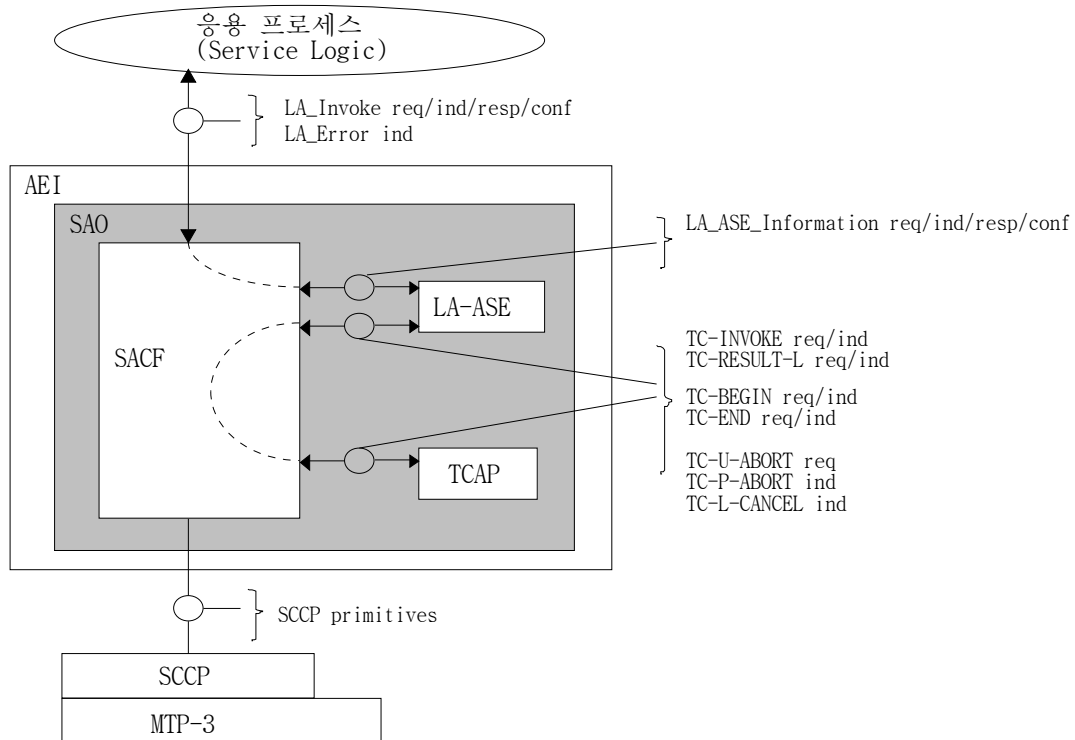 응용 프로세스
(Service Logic)
LA_Invoke req/ind/resp/conf
LA_Error ind
AEI
SAO
LA_ASE_Information req/ind/resp/conf
LA-ASE
SACF
TC-INVOKE req/ind
TC-RESULT-L req/ind
TC-BEGIN req/ind
TC-END req/ind
TC-U-ABORT req
TC-P-ABORT ind
TC-L-CANCEL ind
TCAP
SCCP primitives
SCCP
MTP-3